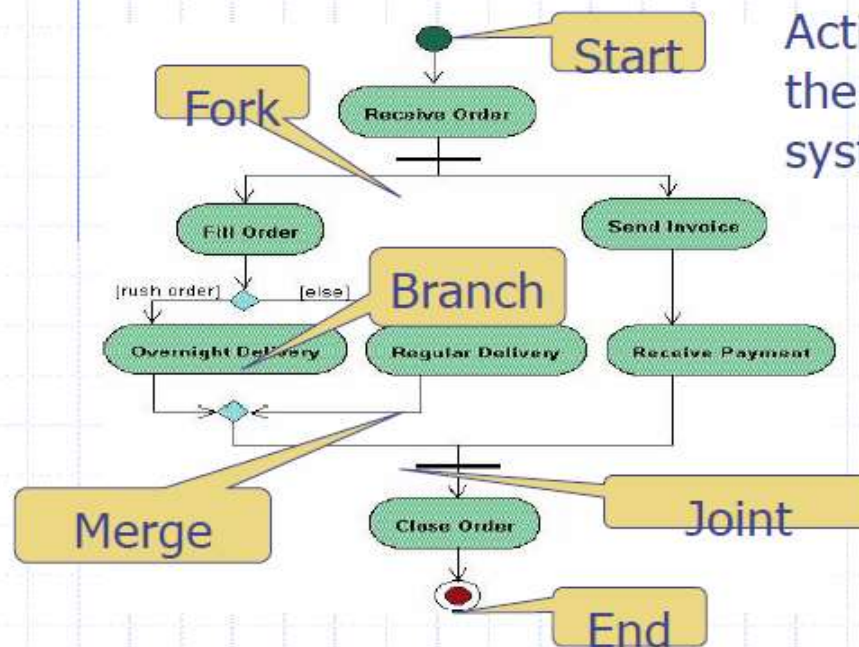 Start
Acti
the
syst
Fork
Receive Order
Fill Order
Send Invoice
[rush order]
[else]
Branch
Overnight Delivery
Regular Delivery
Receive Payment
Merge
Joint
Close Order
End